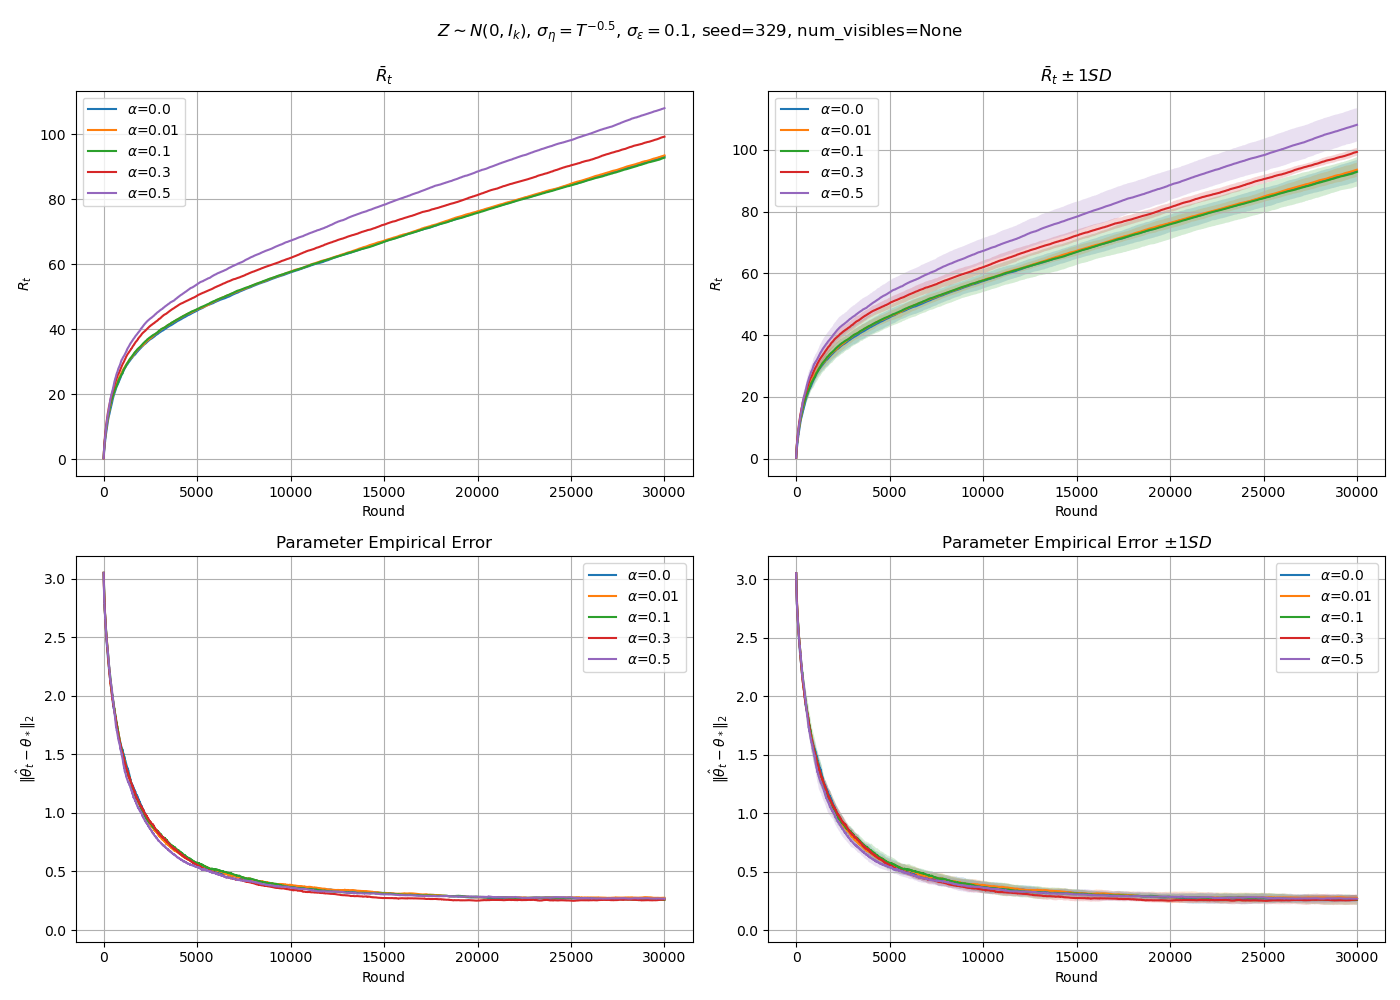 Z ∼ N(0, I_k), σ_η = T^{−0.5}, σ_ε = 0.1, seed=329, num_visibles=None
R̄_t
R_t
100
80
60
40
20
0
α=0.0
α=0.01
α=0.1
α=0.3
α=0.5
0 5000 10000 15000 20000 25000 30000
Round
R̄_t ± 1SD
R_t
100
80
60
40
20
0
α=0.0
α=0.01
α=0.1
α=0.3
α=0.5
0 5000 10000 15000 20000 25000 30000
Round
Parameter Empirical Error
‖θ̂_t − θ_*‖_2
3.0
2.5
2.0
1.5
1.0
0.5
0.0
α=0.0
α=0.01
α=0.1
α=0.3
α=0.5
0 5000 10000 15000 20000 25000 30000
Round
Parameter Empirical Error ±1SD
‖θ̂_t − θ_*‖_2
3.0
2.5
2.0
1.5
1.0
0.5
0.0
α=0.0
α=0.01
α=0.1
α=0.3
α=0.5
0 5000 10000 15000 20000 25000 30000
Round